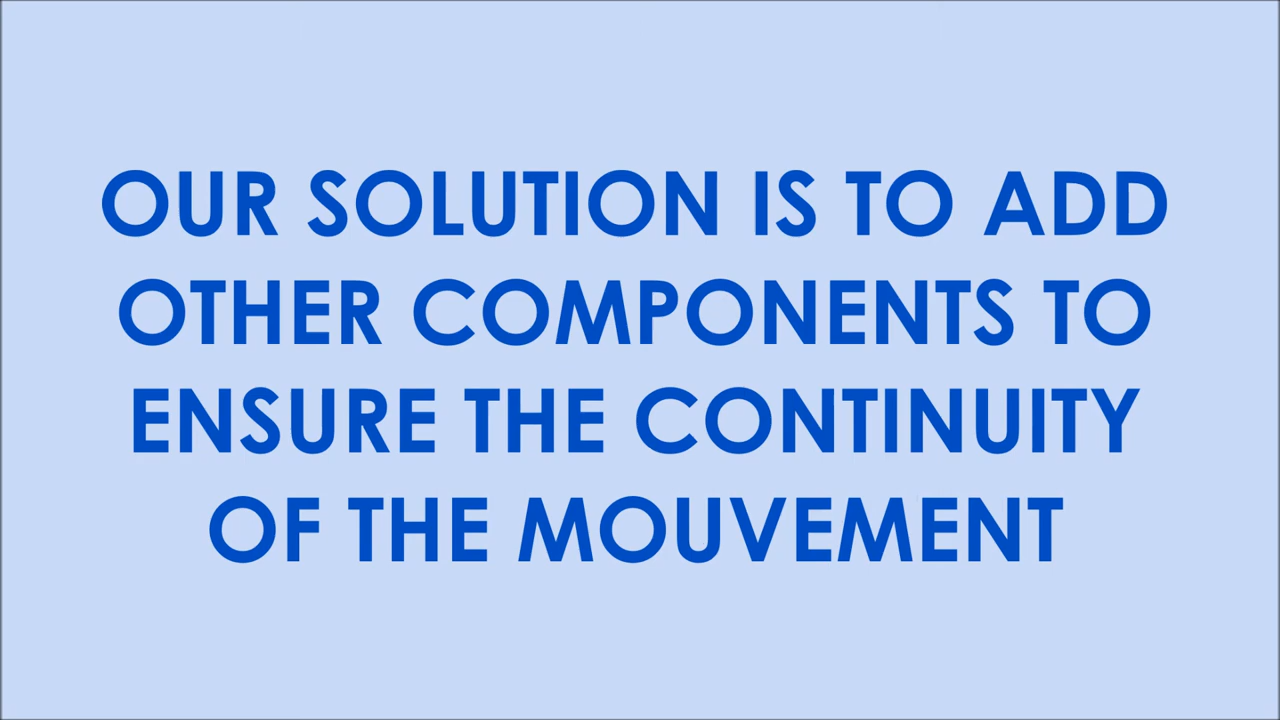 OUR SOLUTION IS TO ADD
OTHER COMPONENTS TO
ENSURE THE CONTINUITY
OF THE MOUVEMENT